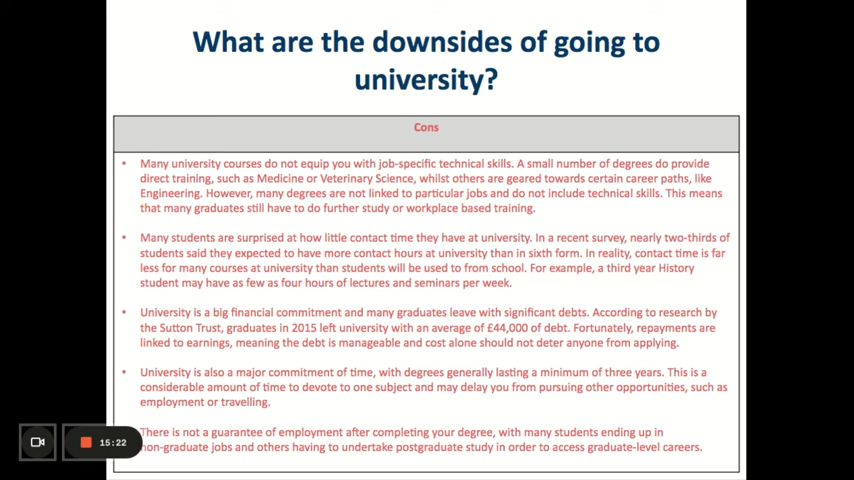 What are the downsides of going to
university?
Cons
• Many university courses do not equip you with job-specific technical skills. A small number of degrees do provide
direct training, such as Medicine or Veterinary Science, whilst others are geared towards certain career paths, like
Engineering. However, many degrees are not linked to particular jobs and do not include technical skills. This means
that many graduates still have to do further study or workplace based training.
• Many students are surprised at how little contact time they have at university. In a recent survey, nearly two-thirds of
students said they expected to have more contact hours at university than in sixth form. In reality, contact time is far
less for many courses at university than students will be used to from school. For example, a third year History
student may have as few as four hours of lectures and seminars per week.
• University is a big financial commitment and many graduates leave with significant debts. According to research by
the Sutton Trust, graduates in 2015 left university with an average of £44,000 of debt. Fortunately, repayments are
linked to earnings, meaning the debt is manageable and cost alone should not deter anyone from applying.
• University is also a major commitment of time, with degrees generally lasting a minimum of three years. This is a
considerable amount of time to devote to one subject and may delay you from pursuing other opportunities, such as
employment or travelling.
There is not a guarantee of employment after completing your degree, with many students ending up in
non-graduate jobs and others having to undertake postgraduate study in order to access graduate-level careers.
15:22